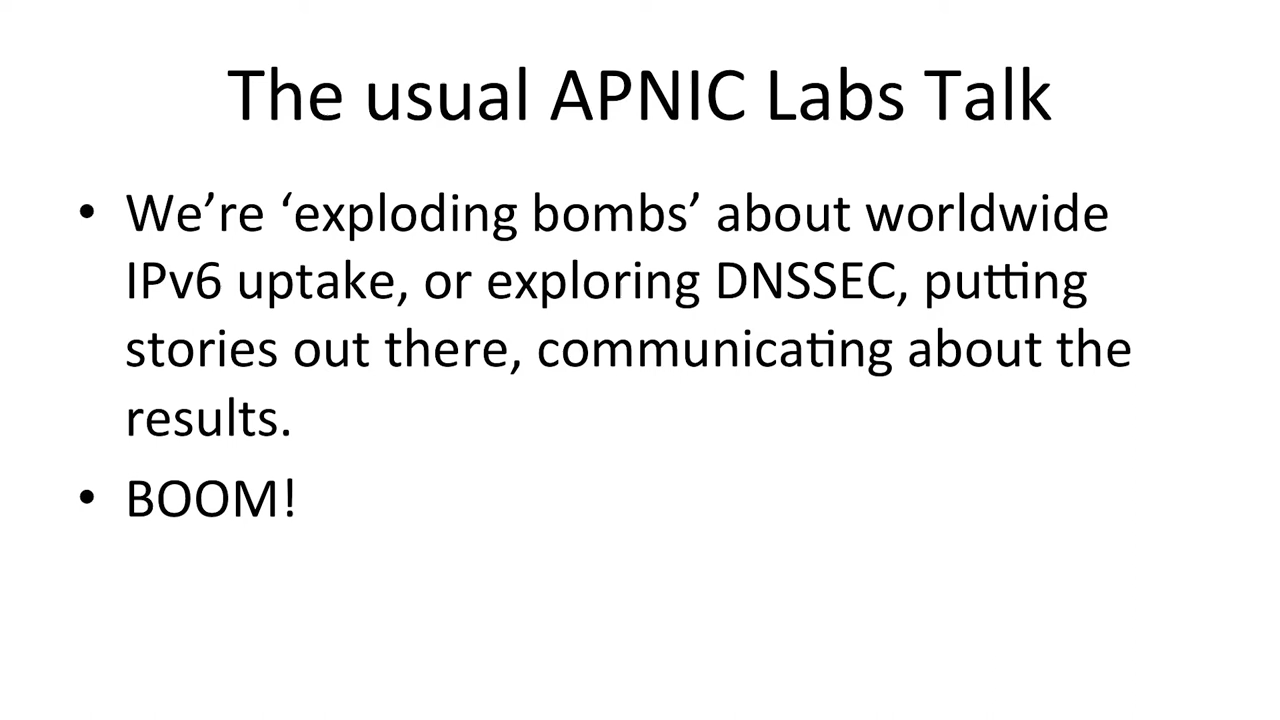 The usual APNIC Labs Talk
• We’re ‘exploding bombs’ about worldwide
IPv6 uptake, or exploring DNSSEC, putting
stories out there, communicating about the
results.
• BOOM!